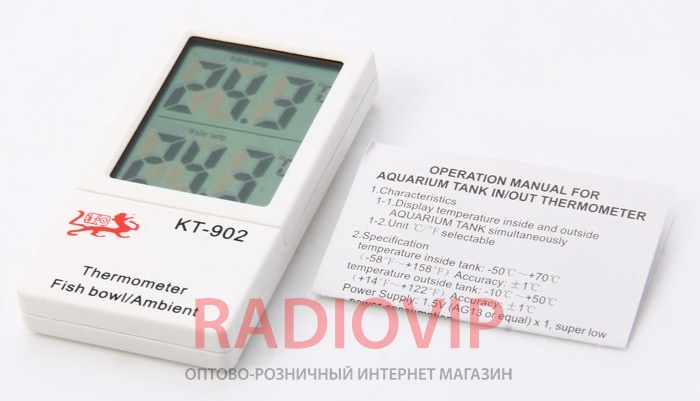 Indoor temp
24.3°C
Water temp
24.3°C
KT-902
Thermometer
Fish bowl/Ambient
OPERATION MANUAL FOR
AQUARIUM TANK IN/OUT THERMOMETER
1.Characteristics
1-1.Display temperature inside and outside
AQUARIUM TANK simultaneously
1-2.Unit ℃/℉ selectable
2.Specification
temperature inside tank: -50℃~+70℃
(-58℉~+158℉) Accuracy: ±1℃
temperature outside tank: -10℃~+50℃
(+14℉~+122℉) Accuracy: ±1℃
Power Supply: 1.5V (AG13 or equal) x 1, super low
power consumption
RADIOVIP
ОПТОВО-РОЗНИЧНЫЙ ИНТЕРНЕТ МАГАЗИН